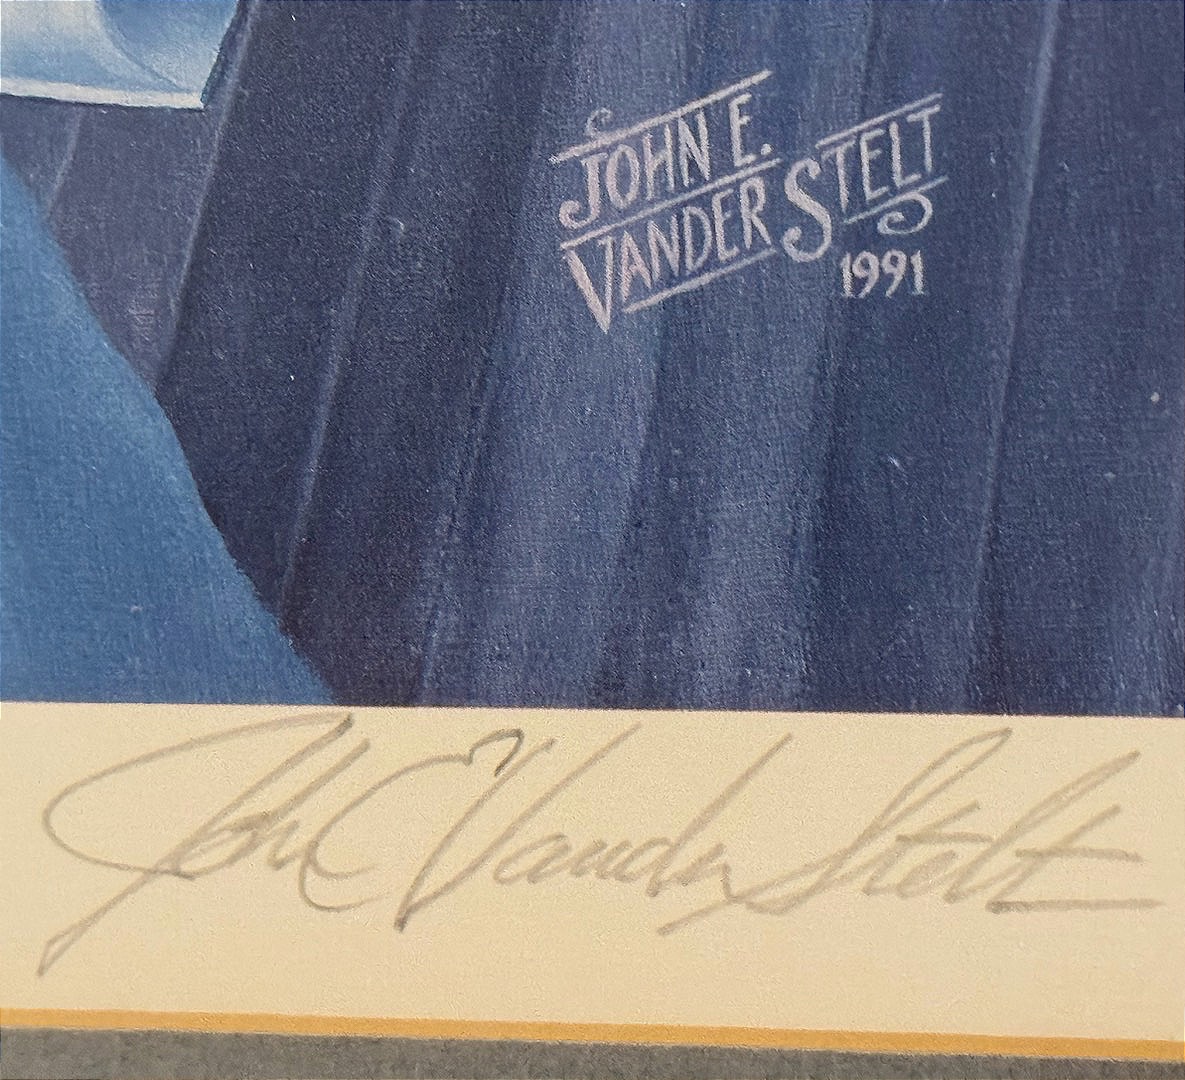 JOHN E.
VANDER STELT
1991
John E Vander Stelt